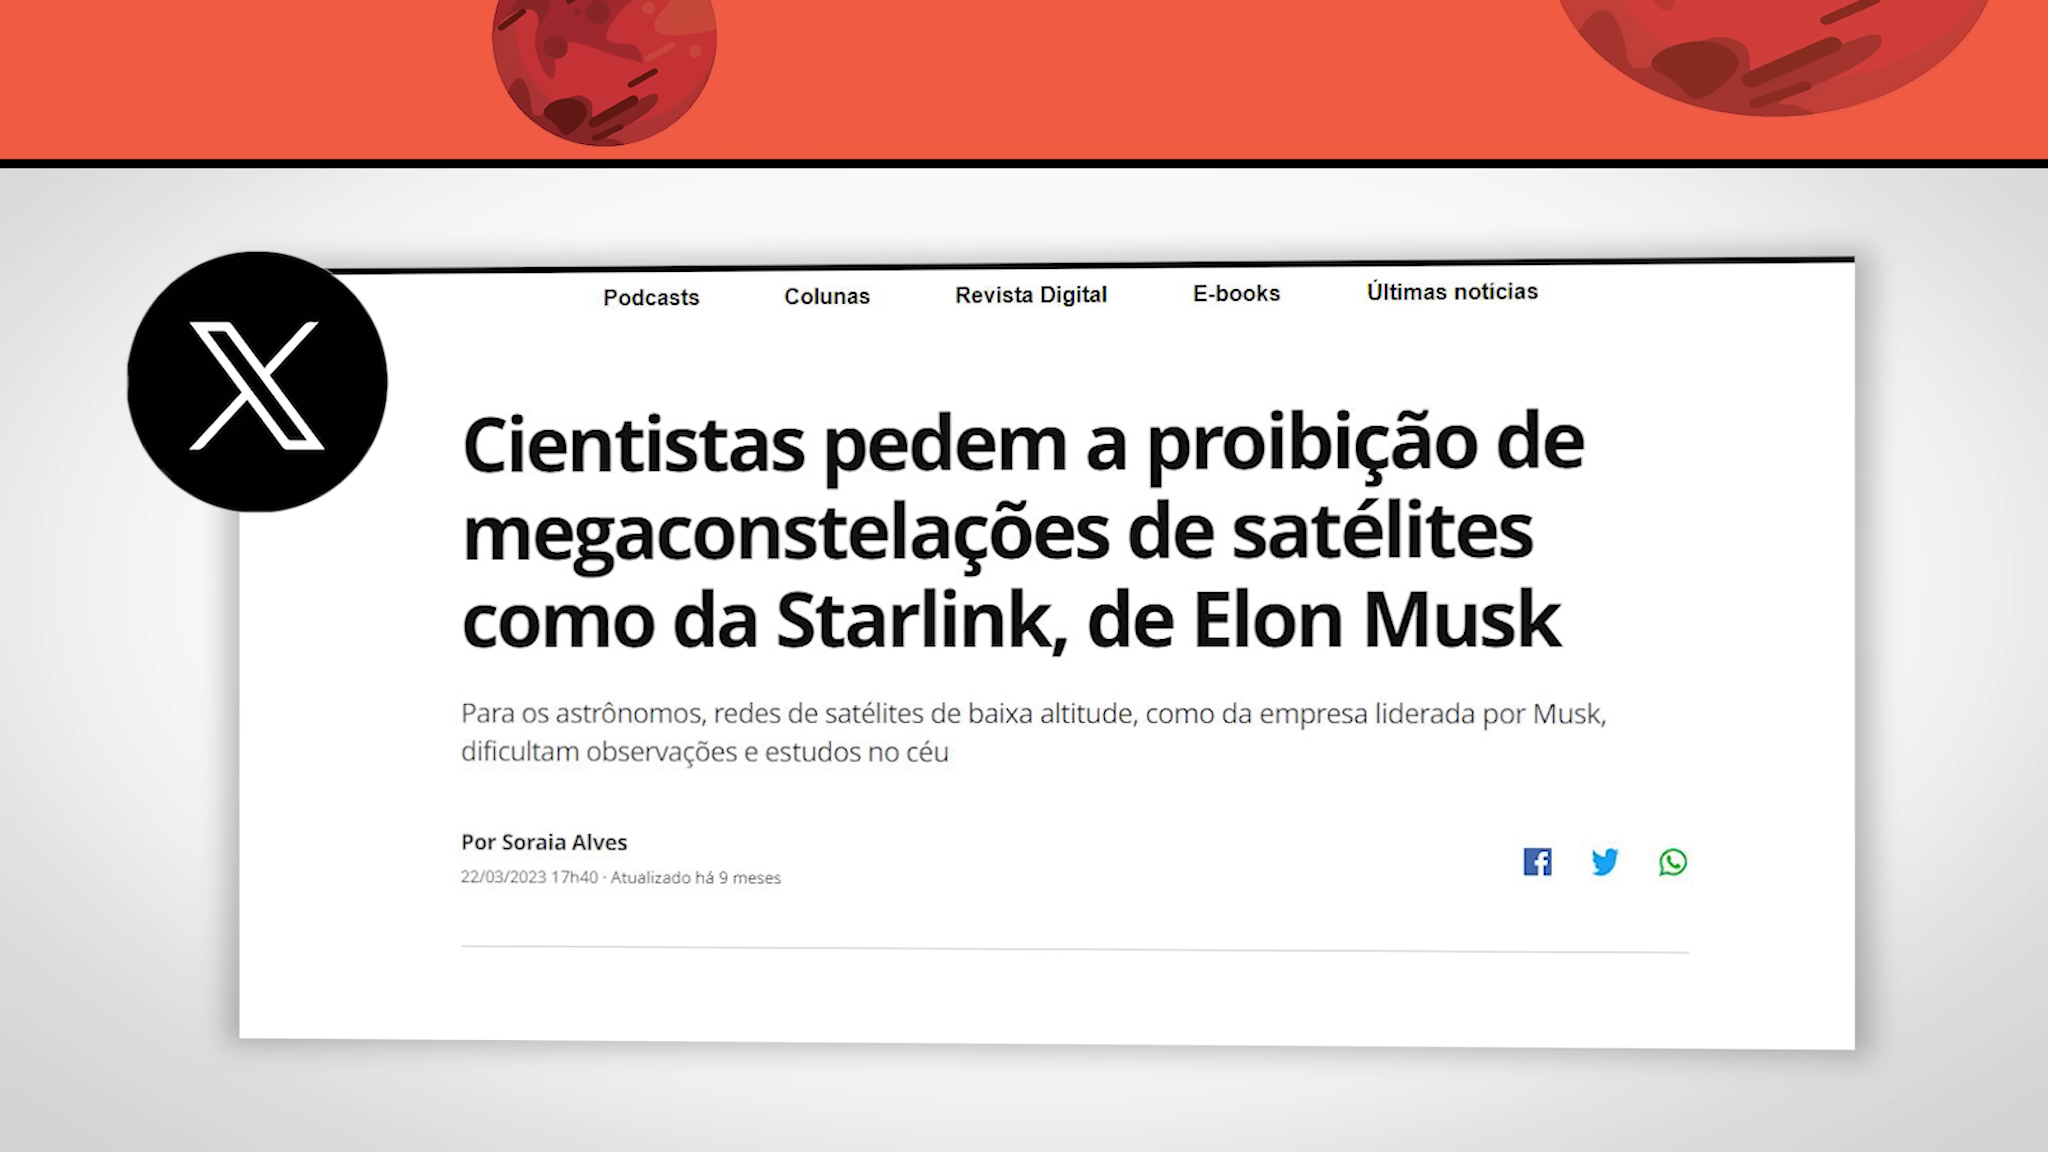 Podcasts Colunas Revista Digital E-books Últimas notícias
Cientistas pedem a proibição de
megaconstelações de satélites
como da Starlink, de Elon Musk
Para os astrônomos, redes de satélites de baixa altitude, como da empresa liderada por Musk,
dificultam observações e estudos no céu
Por Soraia Alves
22/03/2023 17h40 · Atualizado há 9 meses